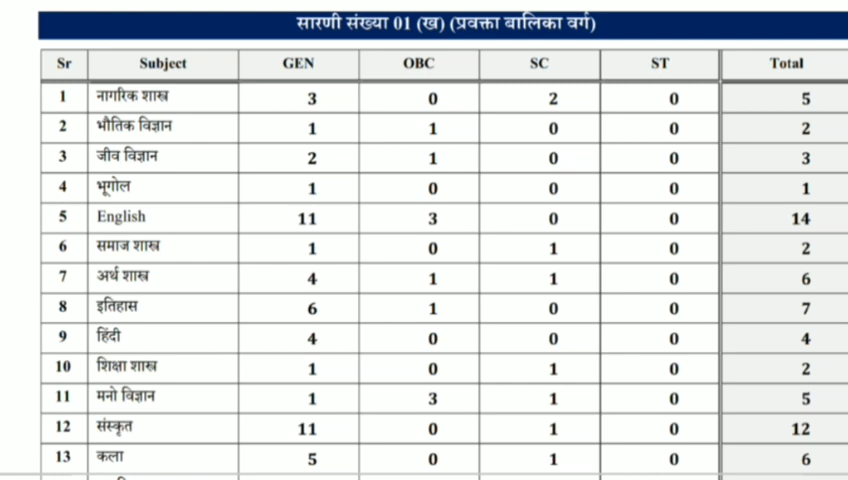 सारणी संख्या 01 (ख) (प्रवक्ता बालिका वर्ग)
Sr Subject GEN OBC SC ST Total
1 नागरिक शास्त्र 3 0 2 0 5
2 भौतिक विज्ञान 1 1 0 0 2
3 जीव विज्ञान 2 1 0 0 3
4 भूगोल 1 0 0 0 1
5 English 11 3 0 0 14
6 समाज शास्त्र 1 0 1 0 2
7 अर्थ शास्त्र 4 1 1 0 6
8 इतिहास 6 1 0 0 7
9 हिंदी 4 0 0 0 4
10 शिक्षा शास्त्र 1 0 1 0 2
11 मनो विज्ञान 1 3 1 0 5
12 संस्कृत 11 0 1 0 12
13 कला 5 0 1 0 6